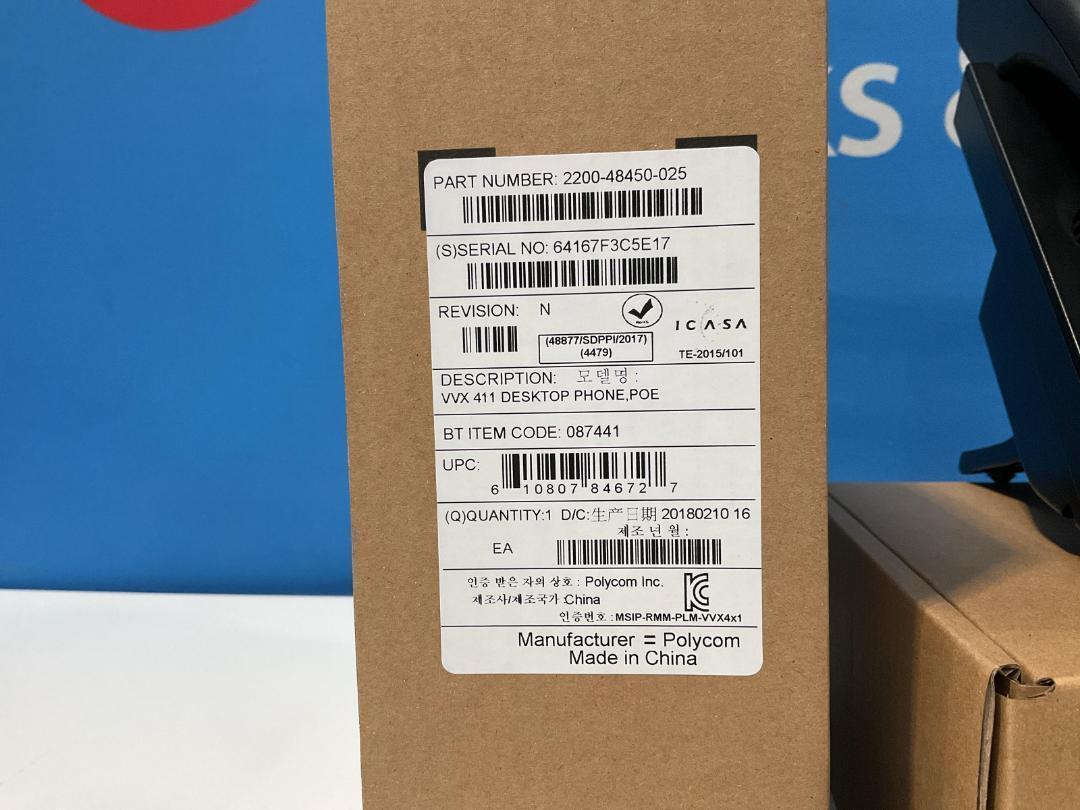 ks &
PART NUMBER: 2200-48450-025
(S)SERIAL NO: 64167F3C5E17
REVISION: N
ICASA
(48877/SDPPI/2017)
(4479)
TE-2015/101
DESCRIPTION: 모델명 :
VVX 411 DESKTOP PHONE,POE
BT ITEM CODE: 087441
UPC:
6 10807 84672 7
(Q)QUANTITY:1 D/C:生产日期 20180210 16
제조 년 월 :
EA
인증 받은 자의 상호 : Polycom Inc.
제조사/제조국가 :China
인증번호 : MSIP-RMM-PLM-VVX4x1
Manufacturer = Polycom
Made in China